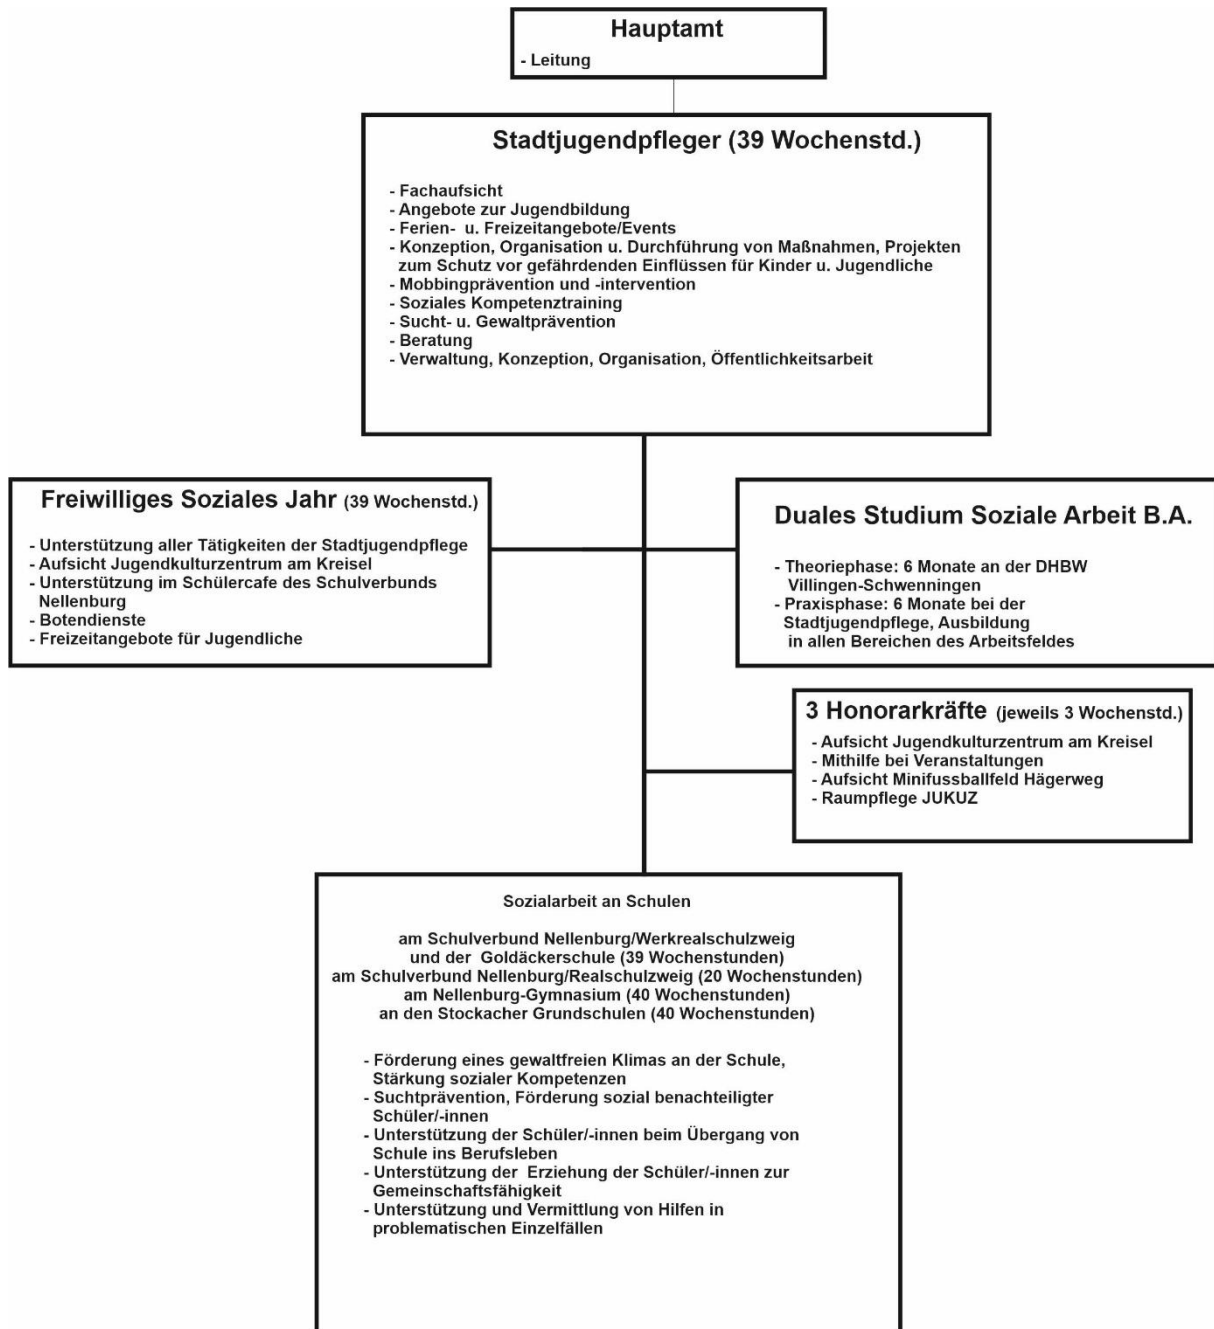 Hauptamt
- Leitung
Stadtjugendpfleger (39 Wochenstd.)
- Fachaufsicht
- Angebote zur Jugendbildung
- Ferien- u. Freizeitangebote/Events
- Konzeption, Organisation u. Durchführung von Maßnahmen, Projekten
zum Schutz vor gefährdenden Einflüssen für Kinder u. Jugendliche
- Mobbingprävention und -intervention
- Soziales Kompetenztraining
- Sucht- u. Gewaltprävention
- Beratung
- Verwaltung, Konzeption, Organisation, Öffentlichkeitsarbeit
Freiwilliges Soziales Jahr (39 Wochenstd.)
- Unterstützung aller Tätigkeiten der Stadtjugendpflege
- Aufsicht Jugendkulturzentrum am Kreisel
- Unterstützung im Schülercafe des Schulverbunds
Nellenburg
- Botendienste
- Freizeitangebote für Jugendliche
Duales Studium Soziale Arbeit B.A.
- Theoriephase: 6 Monate an der DHBW
Villingen-Schwenningen
- Praxisphase: 6 Monate bei der
Stadtjugendpflege, Ausbildung
in allen Bereichen des Arbeitsfeldes
3 Honorarkräfte (jeweils 3 Wochenstd.)
- Aufsicht Jugendkulturzentrum am Kreisel
- Mithilfe bei Veranstaltungen
- Aufsicht Minifussballfeld Hägerweg
- Raumpflege JUKUZ
Sozialarbeit an Schulen
am Schulverbund Nellenburg/Werkrealschulzweig
und der Goldäckerschule (39 Wochenstunden)
am Schulverbund Nellenburg/Realschulzweig (20 Wochenstunden)
am Nellenburg-Gymnasium (40 Wochenstunden)
an den Stockacher Grundschulen (40 Wochenstunden)
- Förderung eines gewaltfreien Klimas an der Schule,
Stärkung sozialer Kompetenzen
- Suchtprävention, Förderung sozial benachteiligter
Schüler/-innen
- Unterstützung der Schüler/-innen beim Übergang von
Schule ins Berufsleben
- Unterstützung der Erziehung der Schüler/-innen zur
Gemeinschaftsfähigkeit
- Unterstützung und Vermittlung von Hilfen in
problematischen Einzelfällen